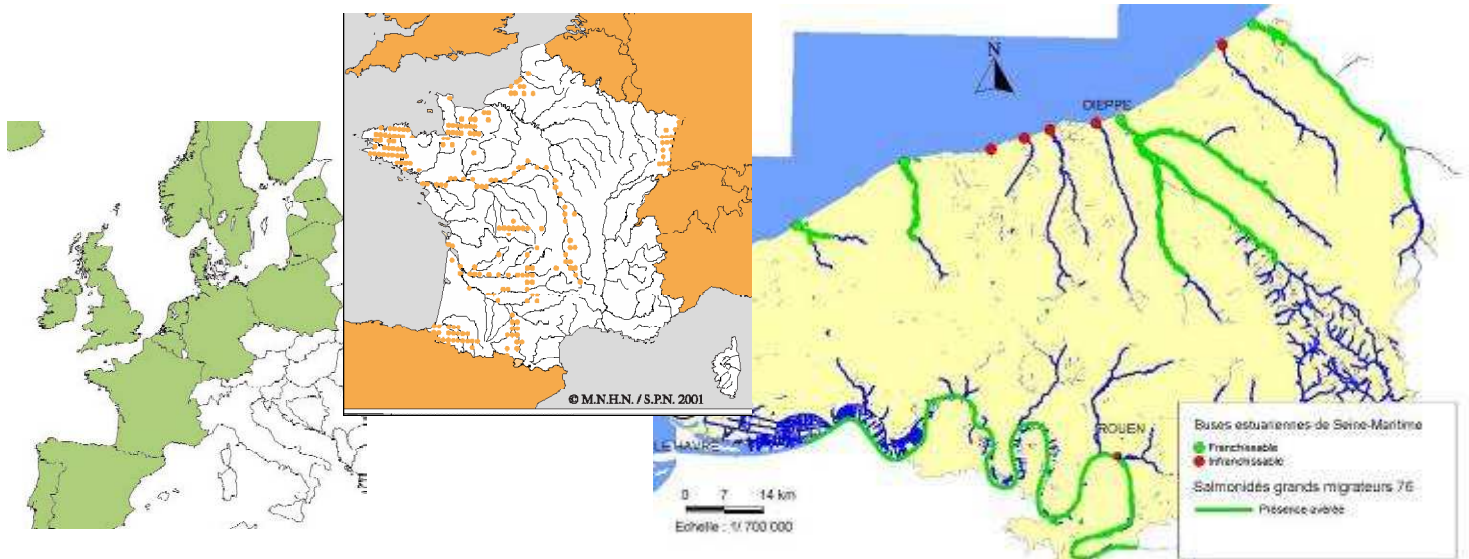 © M.N.H.N. / S.P.N. 2001
N
DIEPPE
LE HAVRE
ROUEN
0 7 14 km
Echelle : 1/ 700 000
Buses estuariennes de Seine-Maritime
Franchissable
Infranchissable
Salmonidés grands migrateurs 76
Présence avérée